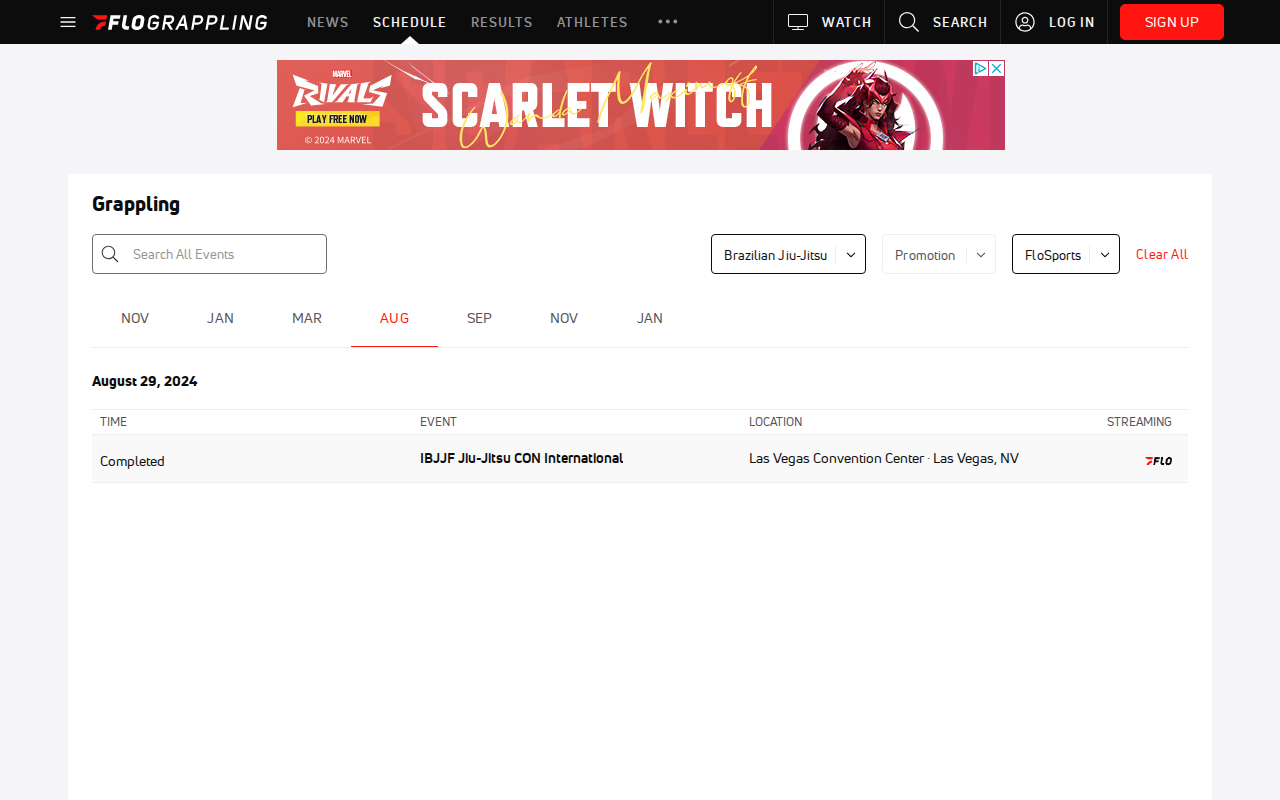 FLOGRAPPLING
NEWS
SCHEDULE
RESULTS
ATHLETES
WATCH
SEARCH
LOG IN
SIGN UP
MARVEL
RIVALS
PLAY FREE NOW
© 2024 MARVEL
SCARLET WITCH
Wanda Maximoff
Grappling
Search All Events
Brazilian Jiu-Jitsu
Promotion
FloSports
Clear All
NOV
JAN
MAR
AUG
SEP
NOV
JAN
August 29, 2024
TIME
EVENT
LOCATION
STREAMING
Completed
IBJJF Jiu-Jitsu CON International
Las Vegas Convention Center · Las Vegas, NV
FLO